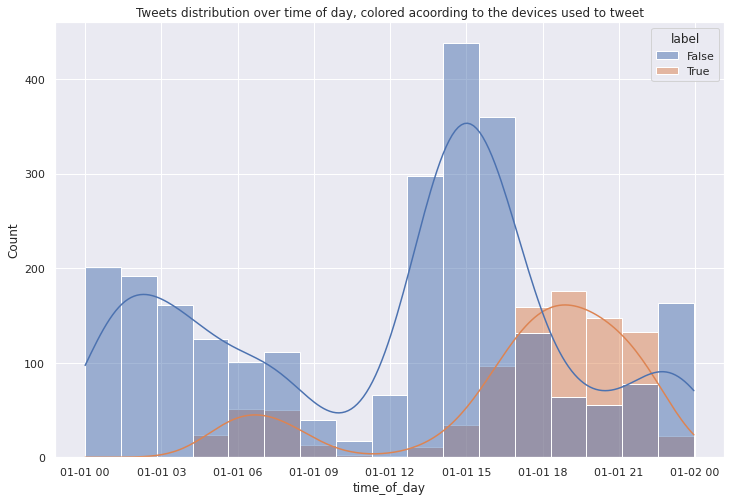 Tweets distribution over time of day, colored acoording to the devices used to tweet
label
False
True
400
300
200
100
0
Count
01-01 00 01-01 03 01-01 06 01-01 09 01-01 12 01-01 15 01-01 18 01-01 21 01-02 00
time_of_day